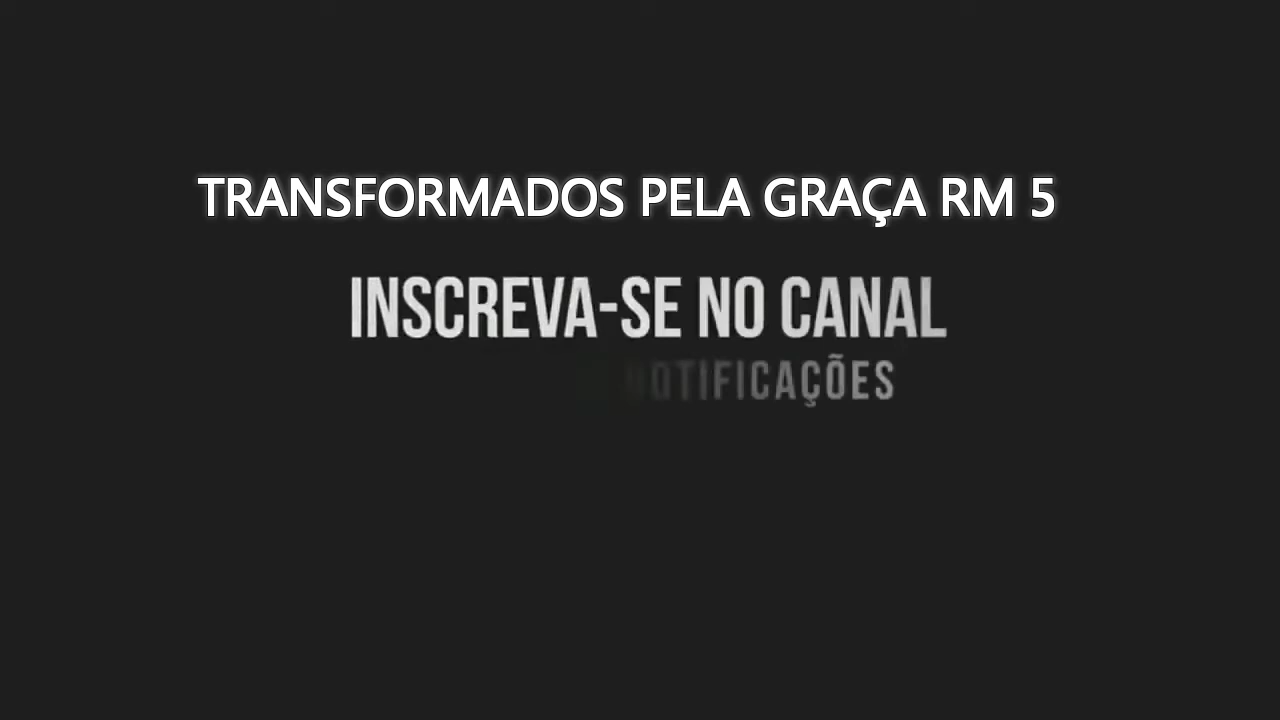 TRANSFORMADOS PELA GRAÇA RM 5
INSCREVA-SE NO CANAL
NOTIFICAÇÕES